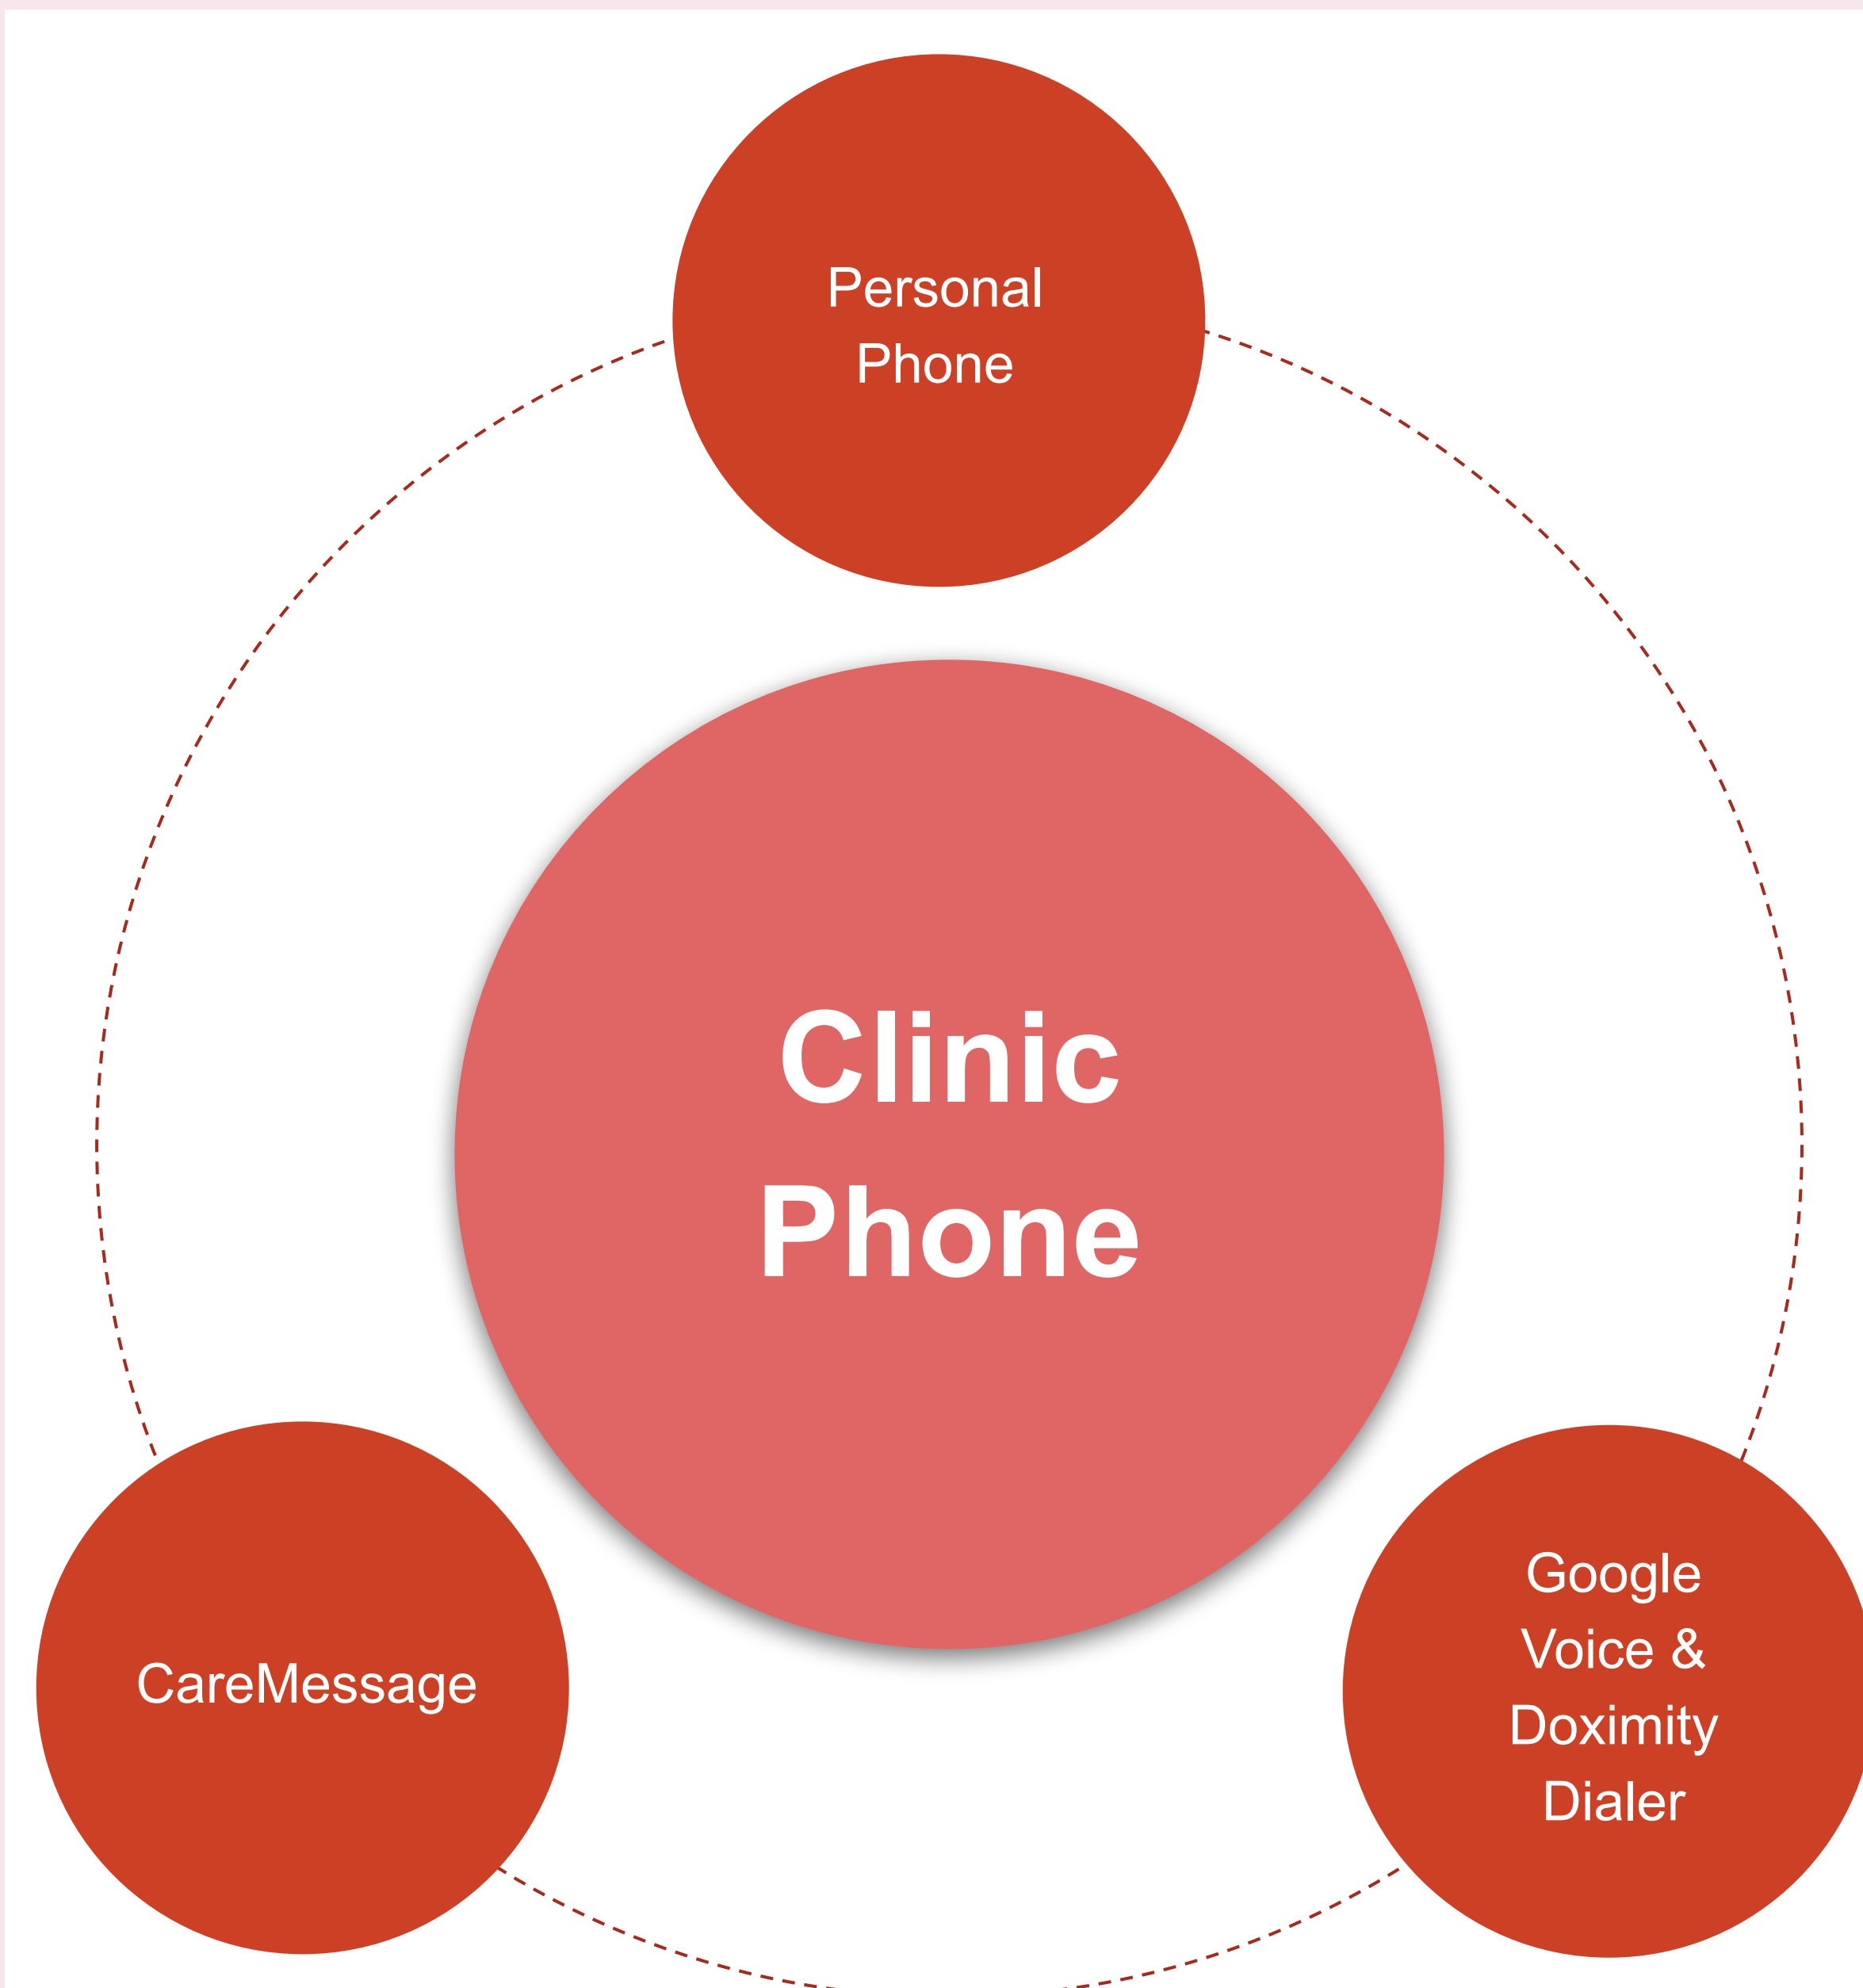 Personal
Phone
Clinic
Phone
CareMessage
Google
Voice &
Doximity
Dialer